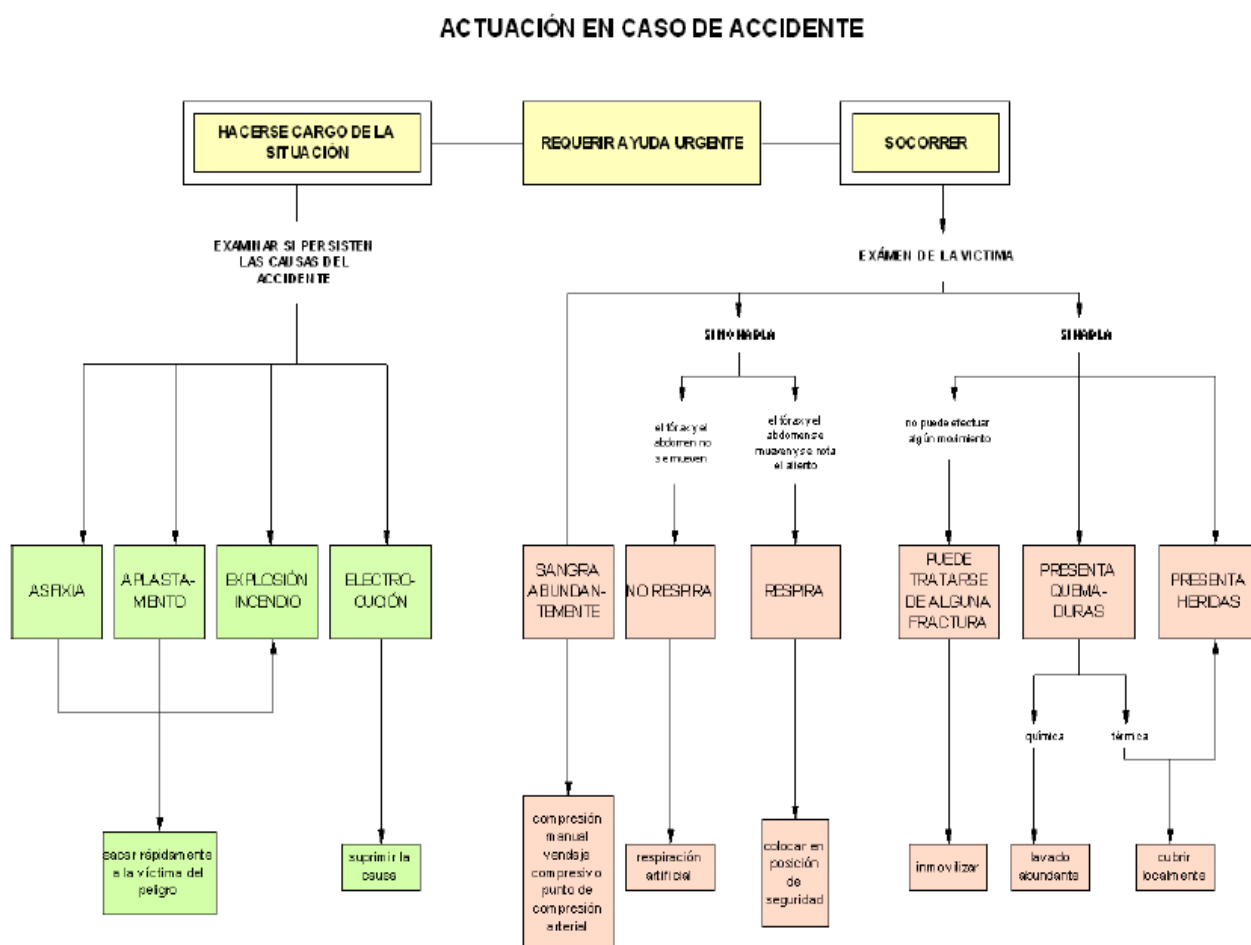 ACTUACIÓN EN CASO DE ACCIDENTE
HACERSE CARGO DE LA
SITUACIÓN
REQUERIR AYUDA URGENTE
SOCORRER
EXAMINAR SI PERSISTEN
LAS CAUSAS DEL
ACCIDENTE
EXÁMEN DE LA VICTIMA
SI NO HABLA
SI HABLA
el tórax y el
abdomen no
se mueven
el tórax y el
abdomen se
mueven y se nota
el aliento
no puede efectuar
algún movimiento
ASFIXIA
APLASTA-
MENTO
EXPLOSIÓN
INCENDIO
ELECTRO-
CUCIÓN
SANGRA
ABUNDAN-
TEMENTE
NO RESPIRA
RESPIRA
PUEDE
TRATARSE
DE ALGUNA
FRACTURA
PRESENTA
QUEMA-
DURAS
PRESENTA
HERIDAS
química
térmica
sacar rápidamente
a la víctima del
peligro
suprimir la
causa
compresión
manual
vendaje
compresivo
punto de
compresión
arterial
respiración
artificial
colocar en
posición
de
seguridad
inmovilizar
lavado
abundante
cubrir
localmente